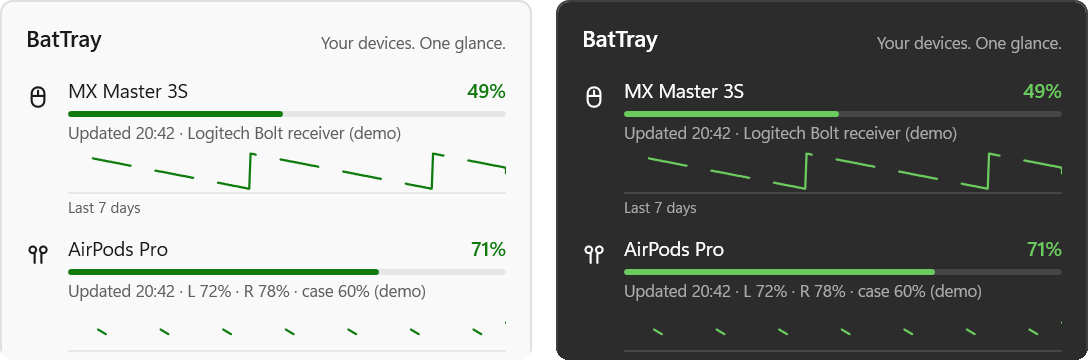 BatTray
Your devices. One glance.
MX Master 3S
49%
Updated 20:42 · Logitech Bolt receiver (demo)
Last 7 days
AirPods Pro
71%
Updated 20:42 · L 72% · R 78% · case 60% (demo)
BatTray
Your devices. One glance.
MX Master 3S
49%
Updated 20:42 · Logitech Bolt receiver (demo)
Last 7 days
AirPods Pro
71%
Updated 20:42 · L 72% · R 78% · case 60% (demo)